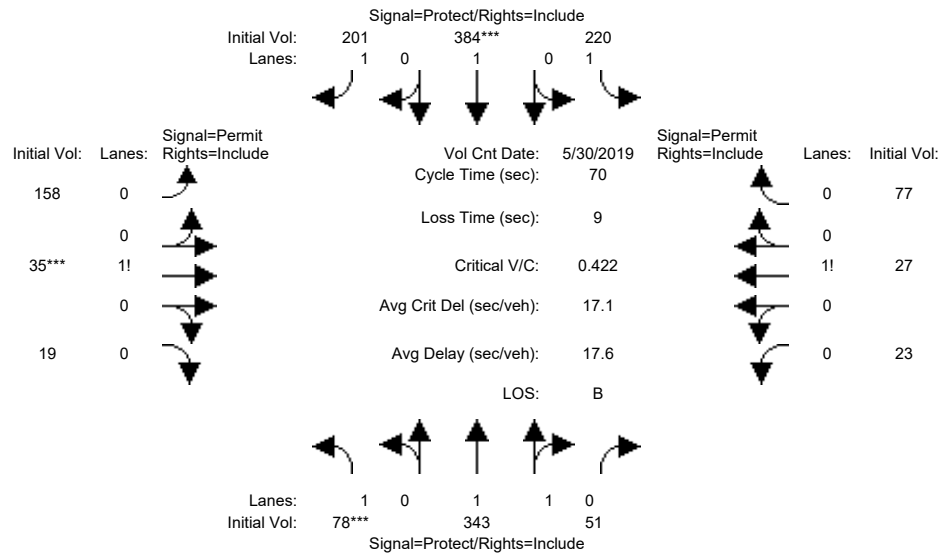 Signal=Protect/Rights=Include
Initial Vol: 201 384*** 220
Lanes: 1 0 1 0 1
Signal=Permit
Initial Vol: Lanes: Rights=Include
Vol Cnt Date: 5/30/2019
Signal=Permit
Rights=Include Lanes: Initial Vol:
Cycle Time (sec): 70
158 0
0 77
Loss Time (sec): 9
0
0
35*** 1!
Critical V/C: 0.422
1! 27
0
Avg Crit Del (sec/veh): 17.1
0
19 0
Avg Delay (sec/veh): 17.6
0 23
LOS: B
Lanes: 1 0 1 1 0
Initial Vol: 78*** 343 51
Signal=Protect/Rights=Include